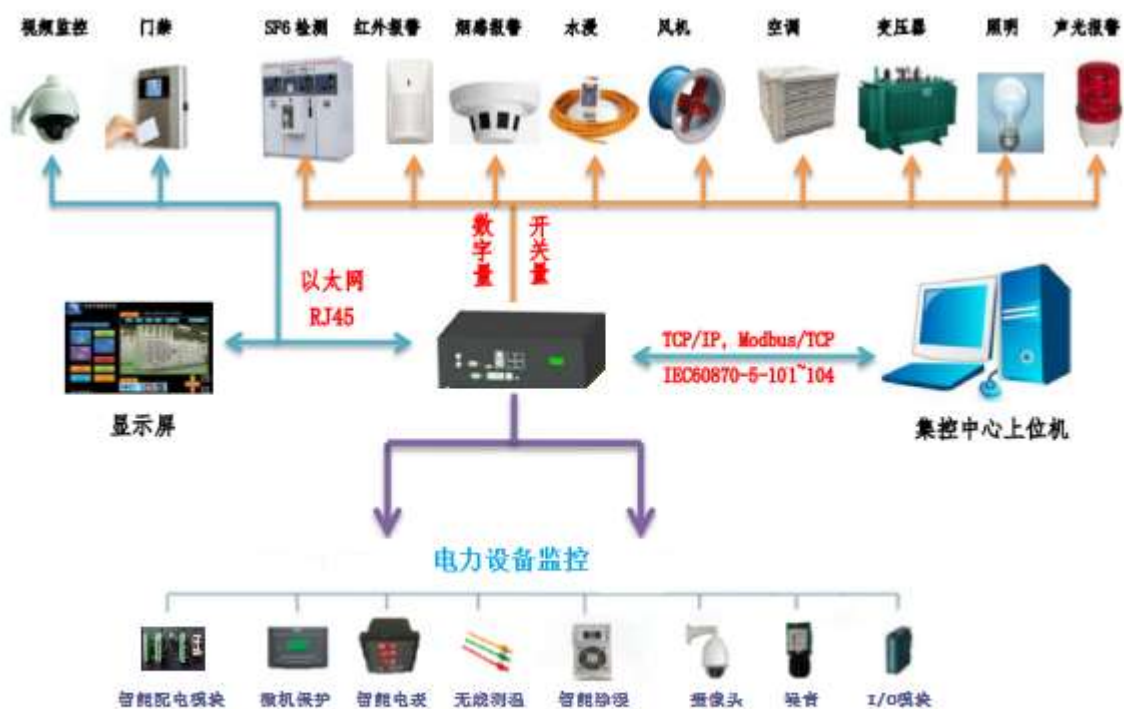 视频监控 门禁 SF6 检测 红外报警 烟感报警 水浸 风机 空调 变压器 照明 声光报警
数字量
开关量
以太网
RJ45
TCP/IP, Modbus/TCP
IEC60870-5-101~104
显示屏
集控中心上位机
电力设备监控
智能配电模块 微机保护 智能电表 无线测温 智能除湿 摄像头 噪音 I/O模块